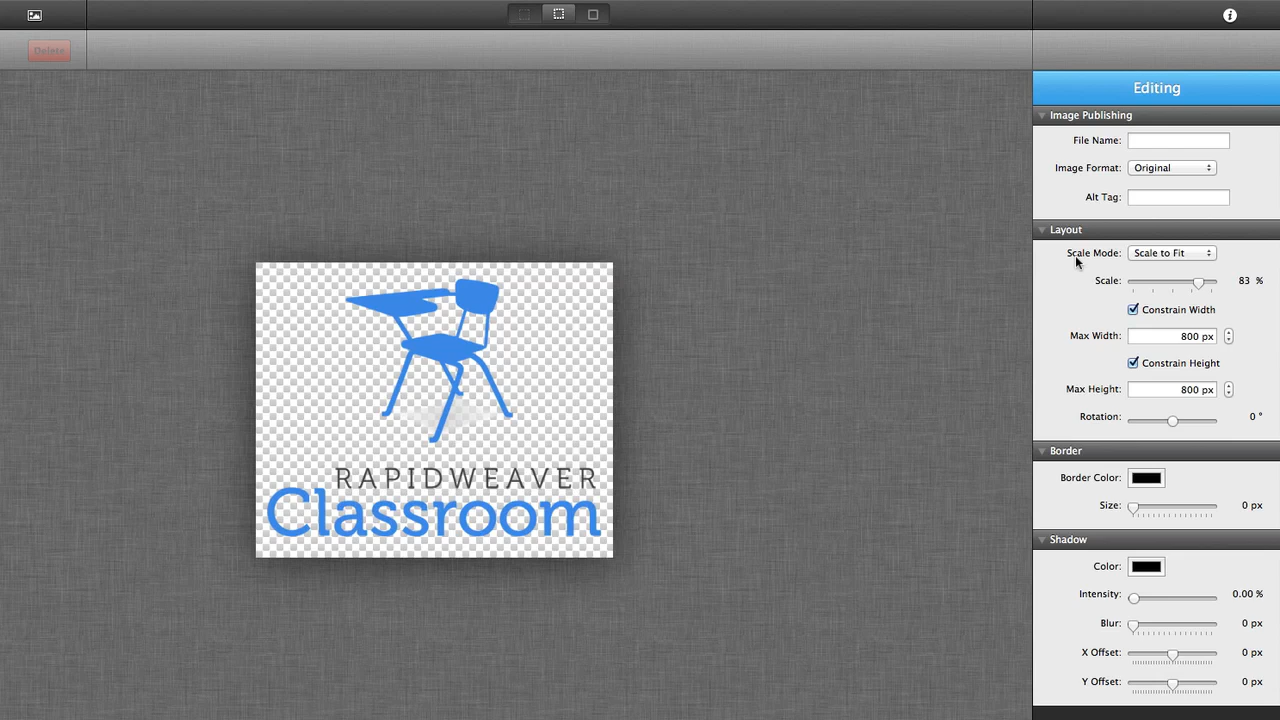 Delete
Editing
Image Publishing
File Name:
Image Format: Original
Alt Tag:
Layout
Scale Mode: Scale to Fit
Scale: 83 %
Constrain Width
Max Width: 800 px
Constrain Height
Max Height: 800 px
Rotation: 0 °
Border
Border Color:
Size: 0 px
Shadow
Color:
Intensity: 0.00 %
Blur: 0 px
X Offset: 0 px
Y Offset: 0 px
RAPIDWEAVER
Classroom